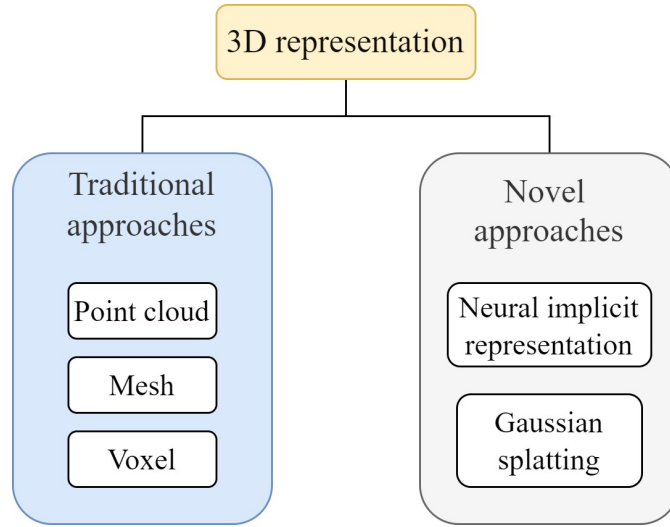 3D representation
Traditional
approaches
Point cloud
Mesh
Voxel
Novel
approaches
Neural implicit
representation
Gaussian
splatting